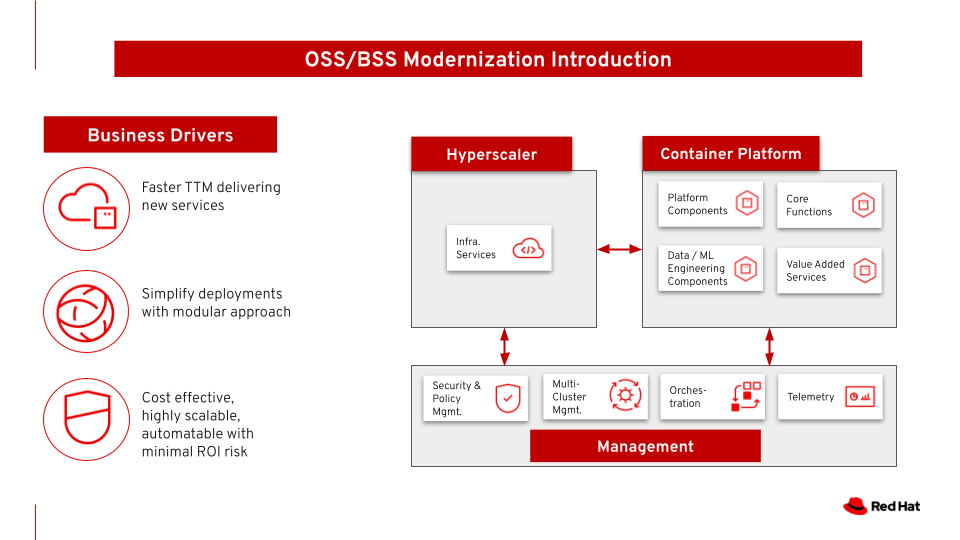 OSS/BSS Modernization Introduction
Business Drivers
Faster TTM delivering
new services
Simplify deployments
with modular approach
Cost effective,
highly scalable,
automatable with
minimal ROI risk
Hyperscaler
Infra.
Services
</>
Container Platform
Platform
Components
Core
Functions
Data / ML
Engineering
Components
Value Added
Services
Security &
Policy
Mgmt.
Multi-
Cluster
Mgmt.
Orches-
tration
Telemetry
Management
Red Hat